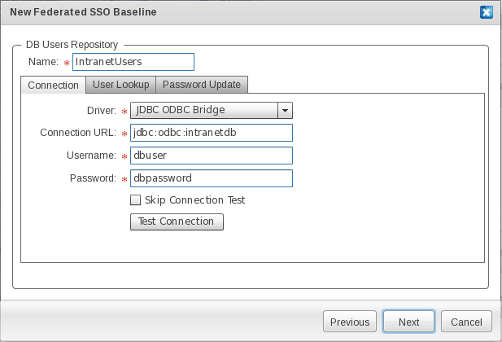 New Federated SSO Baseline
DB Users Repository
Name: * IntranetUsers
Connection User Lookup Password Update
Driver: * JDBC ODBC Bridge
Connection URL: * jdbc:odbc:intranetdb
Username: * dbuser
Password: * dbpassword
Skip Connection Test
Test Connection
Previous Next Cancel